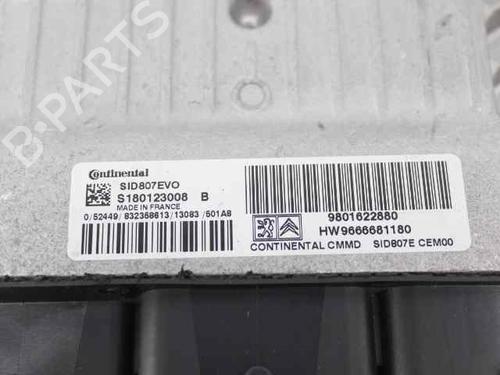 B-PARTS
Continental
SID807EVO
S180123008 B
MADE IN FRANCE
0/52449/832358613/13083/501A8
9801622880
HW9666681180
CONTINENTAL CMMD SID807E CEM00